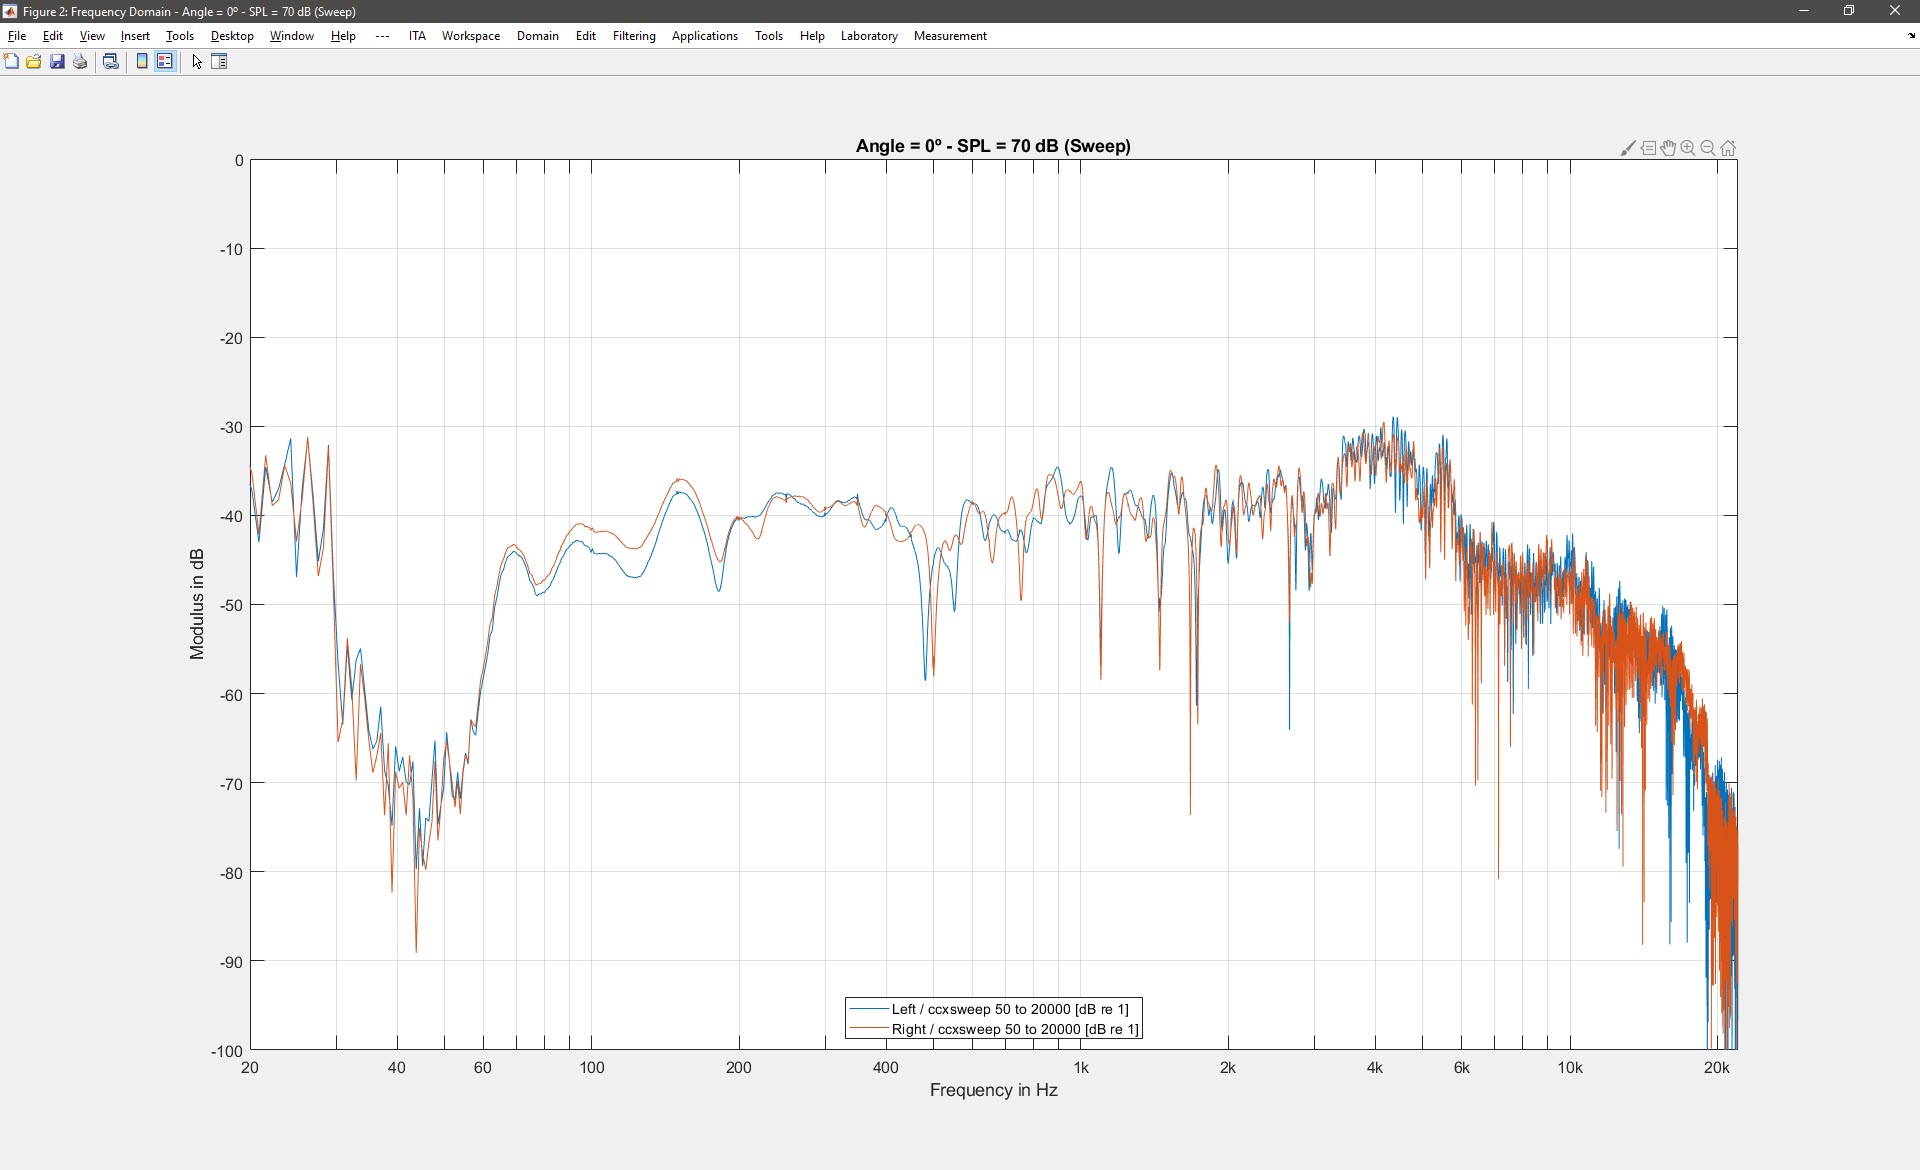 Figure 2: Frequency Domain - Angle = 0º - SPL = 70 dB (Sweep)
File Edit View Insert Tools Desktop Window Help --- ITA Workspace Domain Edit Filtering Applications Tools Help Laboratory Measurement
Angle = 0º - SPL = 70 dB (Sweep)
0
-10
-20
-30
-40
-50
-60
-70
-80
-90
-100
Modulus in dB
Left / ccxsweep 50 to 20000 [dB re 1]
Right / ccxsweep 50 to 20000 [dB re 1]
20 40 60 100 200 400 1k 2k 4k 6k 10k 20k
Frequency in Hz